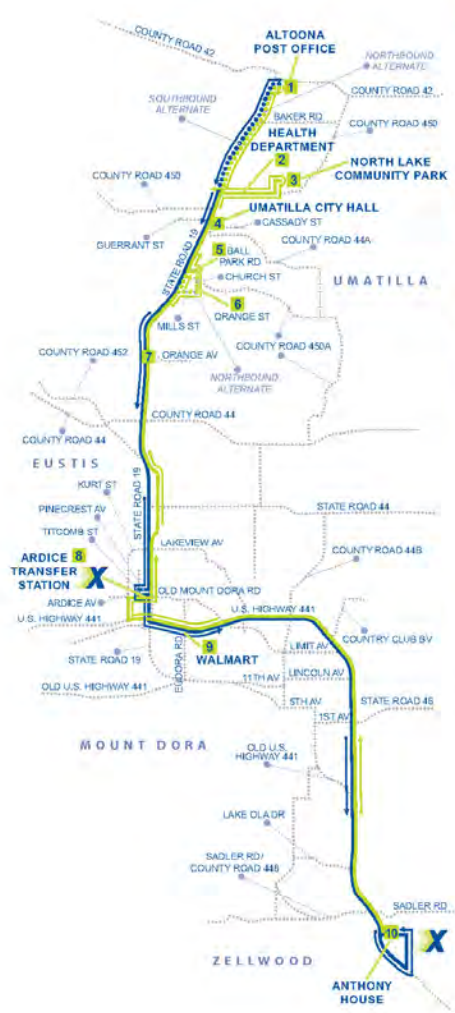 COUNTY ROAD 42
ALTOONA
POST OFFICE
NORTHBOUND
ALTERNATE
1
SOUTHBOUND
ALTERNATE
COUNTY ROAD 42
BAKER RD
COUNTY ROAD 450
HEALTH
DEPARTMENT
2
3
NORTH LAKE
COMMUNITY PARK
COUNTY ROAD 450
4
UMATILLA CITY HALL
CASSADY ST
GUERRANT ST
STATE ROAD 19
COUNTY ROAD 44A
5
BALL
PARK RD
UMATILLA
CHURCH ST
6
ORANGE ST
MILLS ST
COUNTY ROAD 450A
COUNTY ROAD 452
7
ORANGE AV
NORTHBOUND
ALTERNATE
COUNTY ROAD 44
COUNTY ROAD 44
EUSTIS
KURT ST
STATE ROAD 19
PINECREST AV
STATE ROAD 44
TITCOMB ST
LAKEVIEW AV
COUNTY ROAD 44B
ARDICE
TRANSFER
STATION
8
X
OLD MOUNT DORA RD
ARDICE AV
U.S. HIGHWAY 441
U.S. HIGHWAY 441
COUNTRY CLUB BV
STATE ROAD 19
EUDORA RD
9
WALMART
LIMIT AV
LINCOLN AV
11TH AV
OLD U.S. HIGHWAY 441
5TH AV
STATE ROAD 46
1ST AV
MOUNT DORA
OLD U.S.
HIGHWAY 441
LAKE OLA DR
SADLER RD/
COUNTY ROAD 448
SADLER RD
10
X
ZELLWOOD
ANTHONY
HOUSE